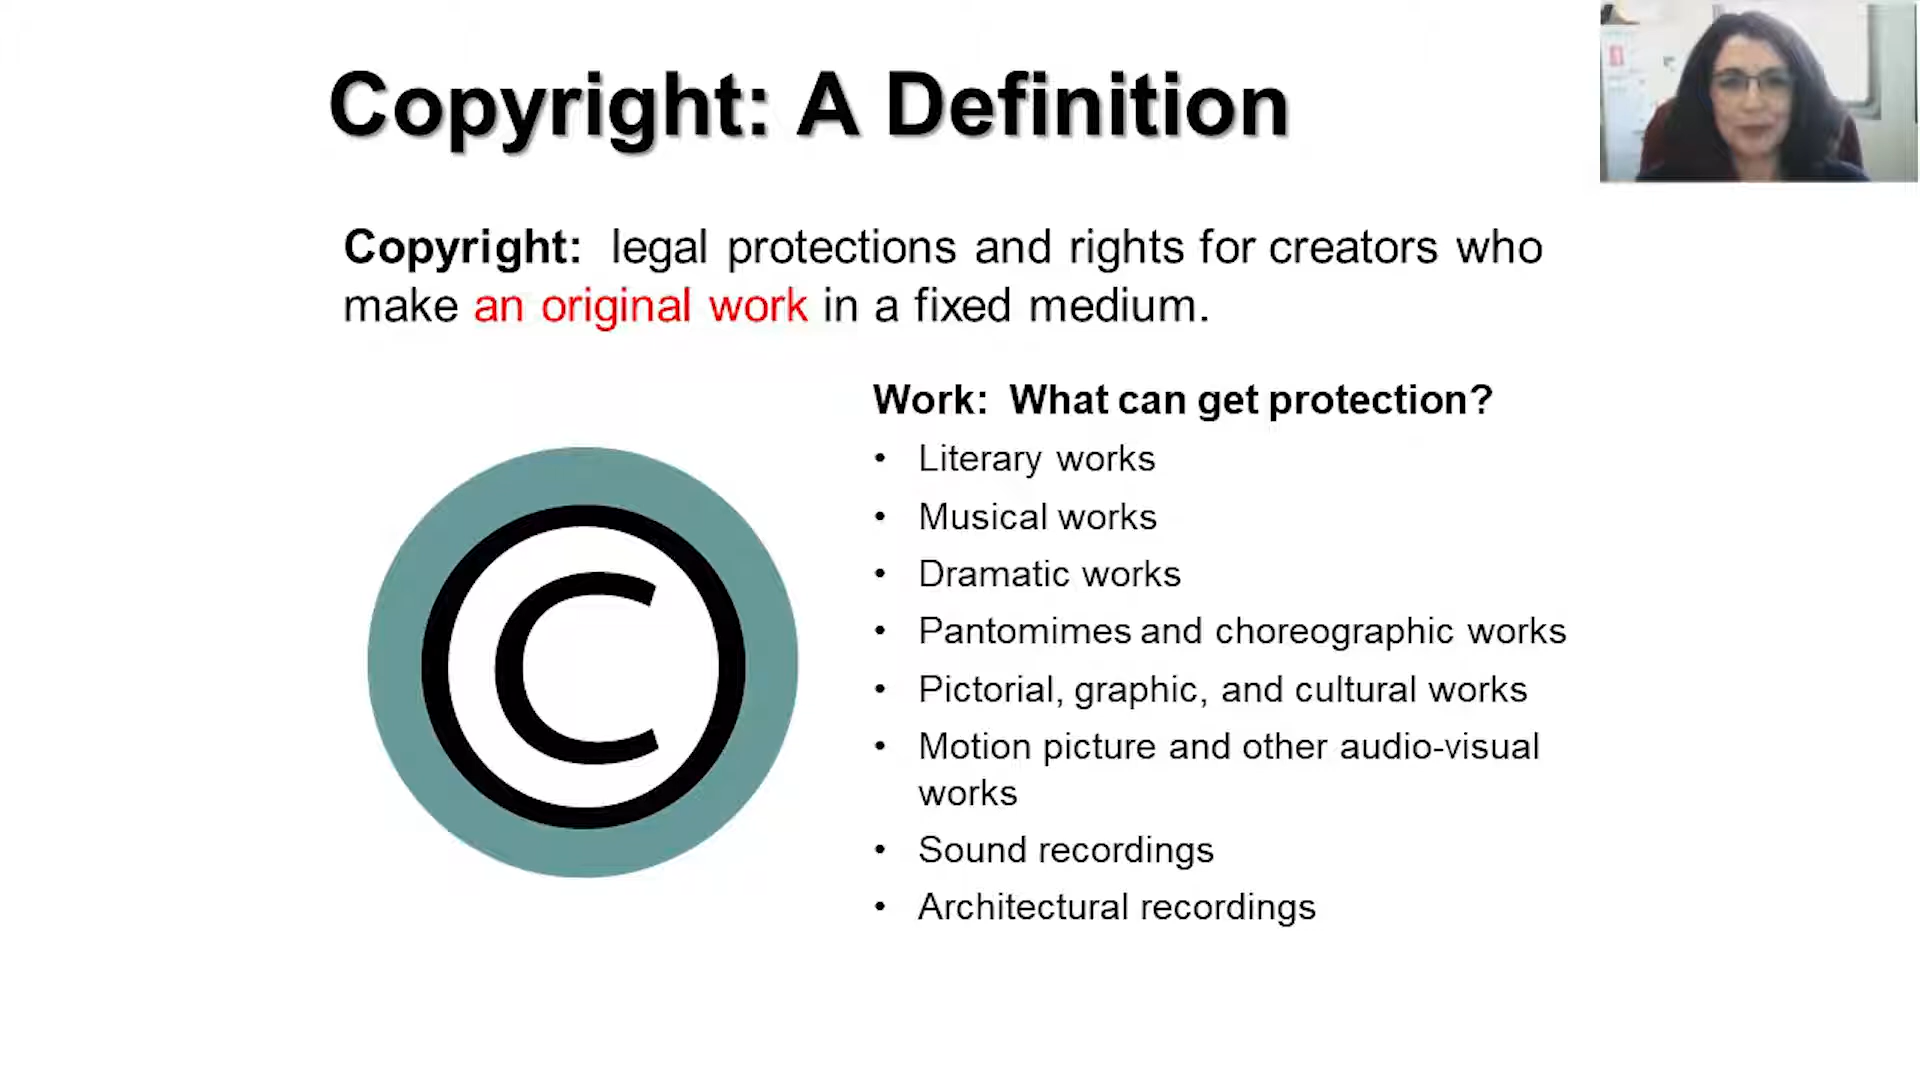 Copyright: A Definition
Copyright: legal protections and rights for creators who
make an original work in a fixed medium.
Work: What can get protection?
• Literary works
• Musical works
• Dramatic works
• Pantomimes and choreographic works
• Pictorial, graphic, and cultural works
• Motion picture and other audio-visual
works
• Sound recordings
• Architectural recordings
C